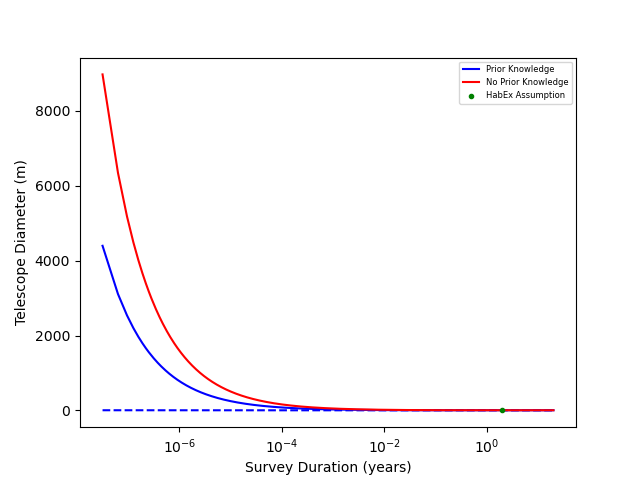 Prior Knowledge
No Prior Knowledge
HabEx Assumption
Telescope Diameter (m)
8000
6000
4000
2000
0
10⁻⁶ 10⁻⁴ 10⁻² 10⁰
Survey Duration (years)